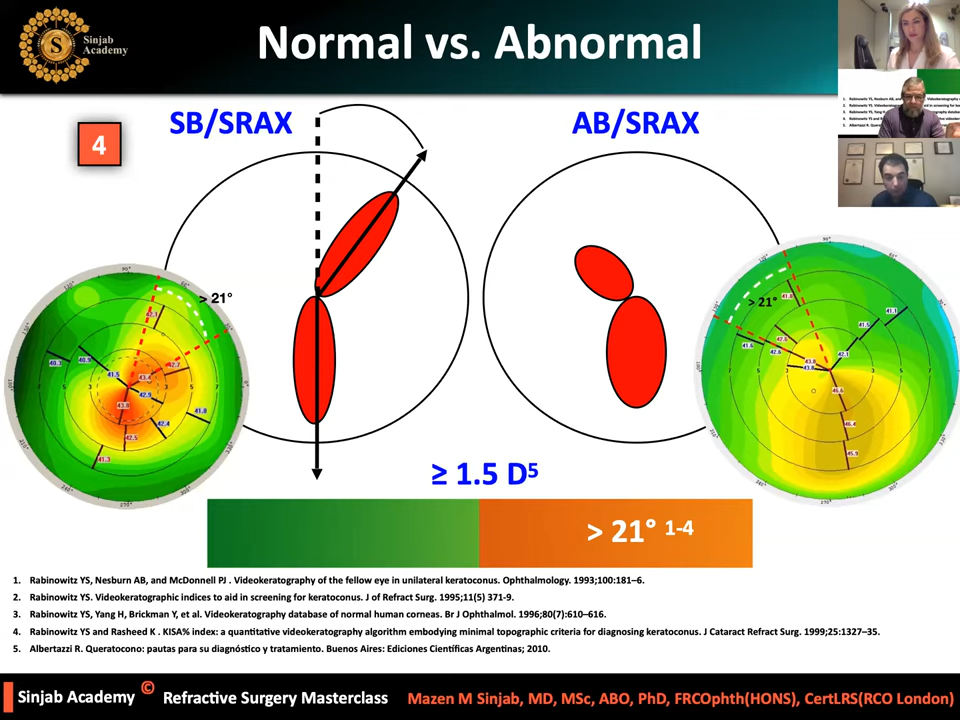 Sinjab
Academy
S
Normal vs. Abnormal
4
SB/SRAX
AB/SRAX
> 21°
> 21°
≥ 1.5 D5
> 21° 1-4
1. Rabinowitz YS, Nesburn AB, and McDonnell PJ . Videokeratography of the fellow eye in unilateral keratoconus. Ophthalmology. 1993;100:181–6.
2. Rabinowitz YS. Videokeratographic indices to aid in screening for keratoconus. J of Refract Surg. 1995;11(5) 371-9.
3. Rabinowitz YS, Yang H, Brickman Y, et al. Videokeratography database of normal human corneas. Br J Ophthalmol. 1996;80(7):610–616.
4. Rabinowitz YS and Rasheed K . KISA% index: a quantitative videokeratography algorithm embodying minimal topographic criteria for diagnosing keratoconus. J Cataract Refract Surg. 1999;25:1327–35.
5. Albertazzi R. Queratocono: pautas para su diagnóstico y tratamiento. Buenos Aires: Ediciones Científicas Argentinas; 2010.
Sinjab Academy © Refractive Surgery Masterclass Mazen M Sinjab, MD, MSc, ABO, PhD, FRCOphth(HONS), CertLRS(RCO London)